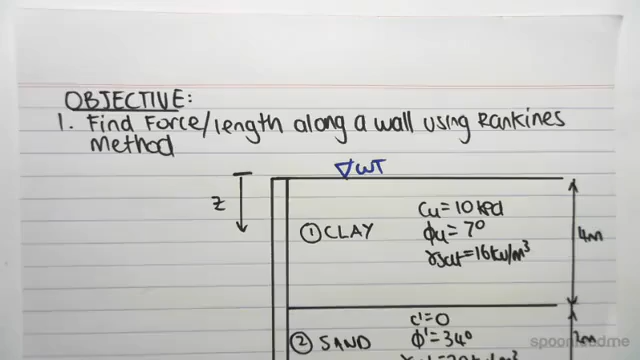 OBJECTIVE:
1. Find Force/length along a wall using Rankines
Method
▽WT
z
① CLAY
Cu = 10 kPa
ϕu = 7°
γsat = 16 kN/m³
4m
② SAND
c' = 0
ϕ' = 34°
2m
spoonfeedme